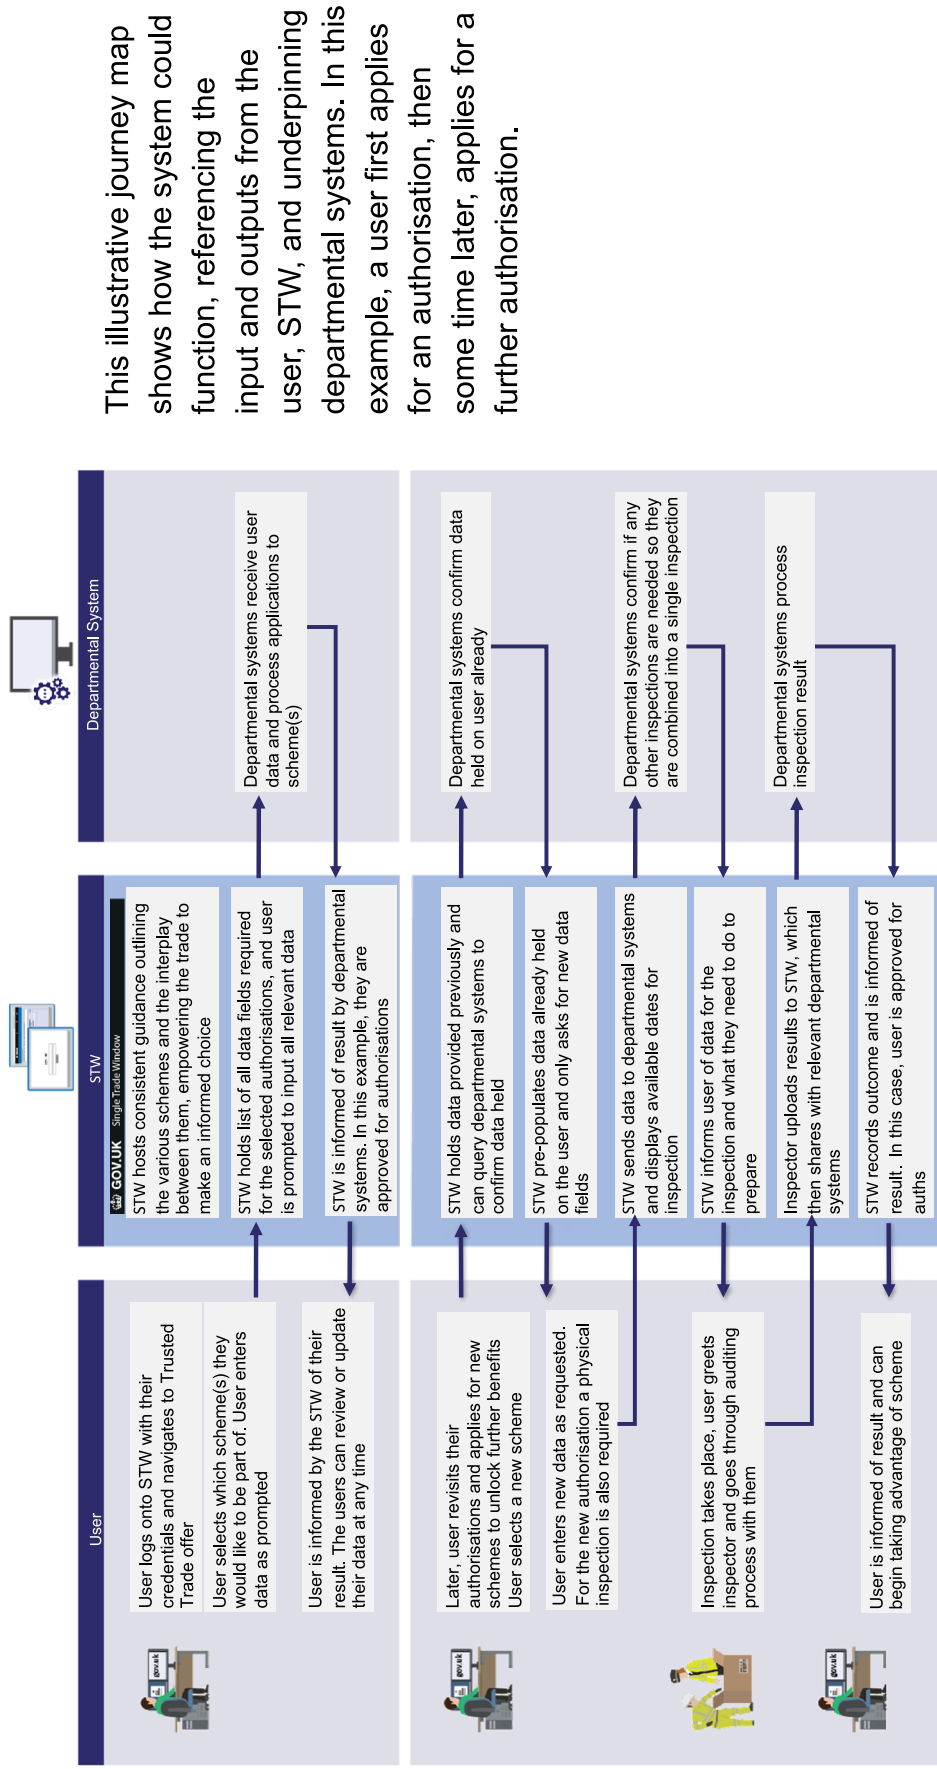 This illustrative journey map
shows how the system could
function, referencing the
input and outputs from the
user, STW, and underpinning
departmental systems. In this
example, a user first applies
for an authorisation, then
some time later, applies for a
further authorisation.
User
STW
Departmental System
GOV.UK Single Trade Window
User logs onto STW with their
credentials and navigates to Trusted
Trade offer
STW hosts consistent guidance outlining
the various schemes and the interplay
between them, empowering the trade to
make an informed choice
User selects which scheme(s) they
would like to be part of. User enters
data as prompted
STW holds list of all data fields required
for the selected authorisations, and user
is prompted to input all relevant data
Departmental systems receive user
data and process applications to
scheme(s)
User is informed by the STW of their
result. The users can review or update
their data at any time
STW is informed of result by departmental
systems. In this example, they are
approved for authorisations
gov.uk
Later, user revisits their
authorisations and applies for new
schemes to unlock further benefits
User selects a new scheme
STW holds data provided previously and
can query departmental systems to
confirm data held
Departmental systems confirm data
held on user already
User enters new data as requested.
For the new authorisation a physical
inspection is also required
STW pre-populates data already held
on the user and only asks for new data
fields
STW sends data to departmental systems
and displays available dates for
inspection
Departmental systems confirm if any
other inspections are needed so they
are combined into a single inspection
gov.uk
Inspection takes place, user greets
inspector and goes through auditing
process with them
STW informs user of data for the
inspection and what they need to do to
prepare
Inspector uploads results to STW, which
then shares with relevant departmental
systems
Departmental systems process
inspection result
User is informed of result and can
begin taking advantage of scheme
STW records outcome and is informed of
result. In this case, user is approved for
auths
gov.uk